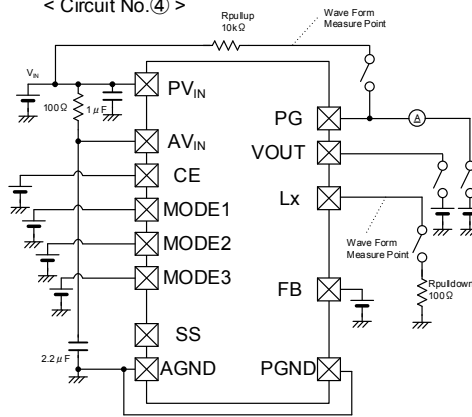 < Circuit No.④ >
Rpullup
10kΩ
Wave Form
Measure Point
VIN
100Ω
1μF
PVIN
PG
A
AVIN
VOUT
CE
Lx
MODE1
MODE2
Wave Form
Measure Point
MODE3
Rpulldown
100Ω
FB
SS
2.2μF
AGND
PGND